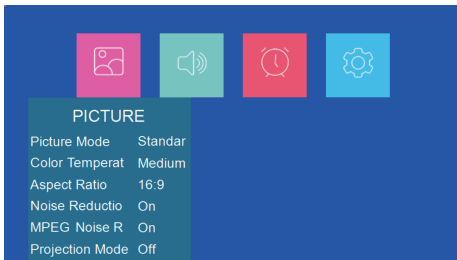 PICTURE
Picture Mode Standar
Color Temperat Medium
Aspect Ratio 16:9
Noise Reductio On
MPEG Noise R On
Projection Mode Off